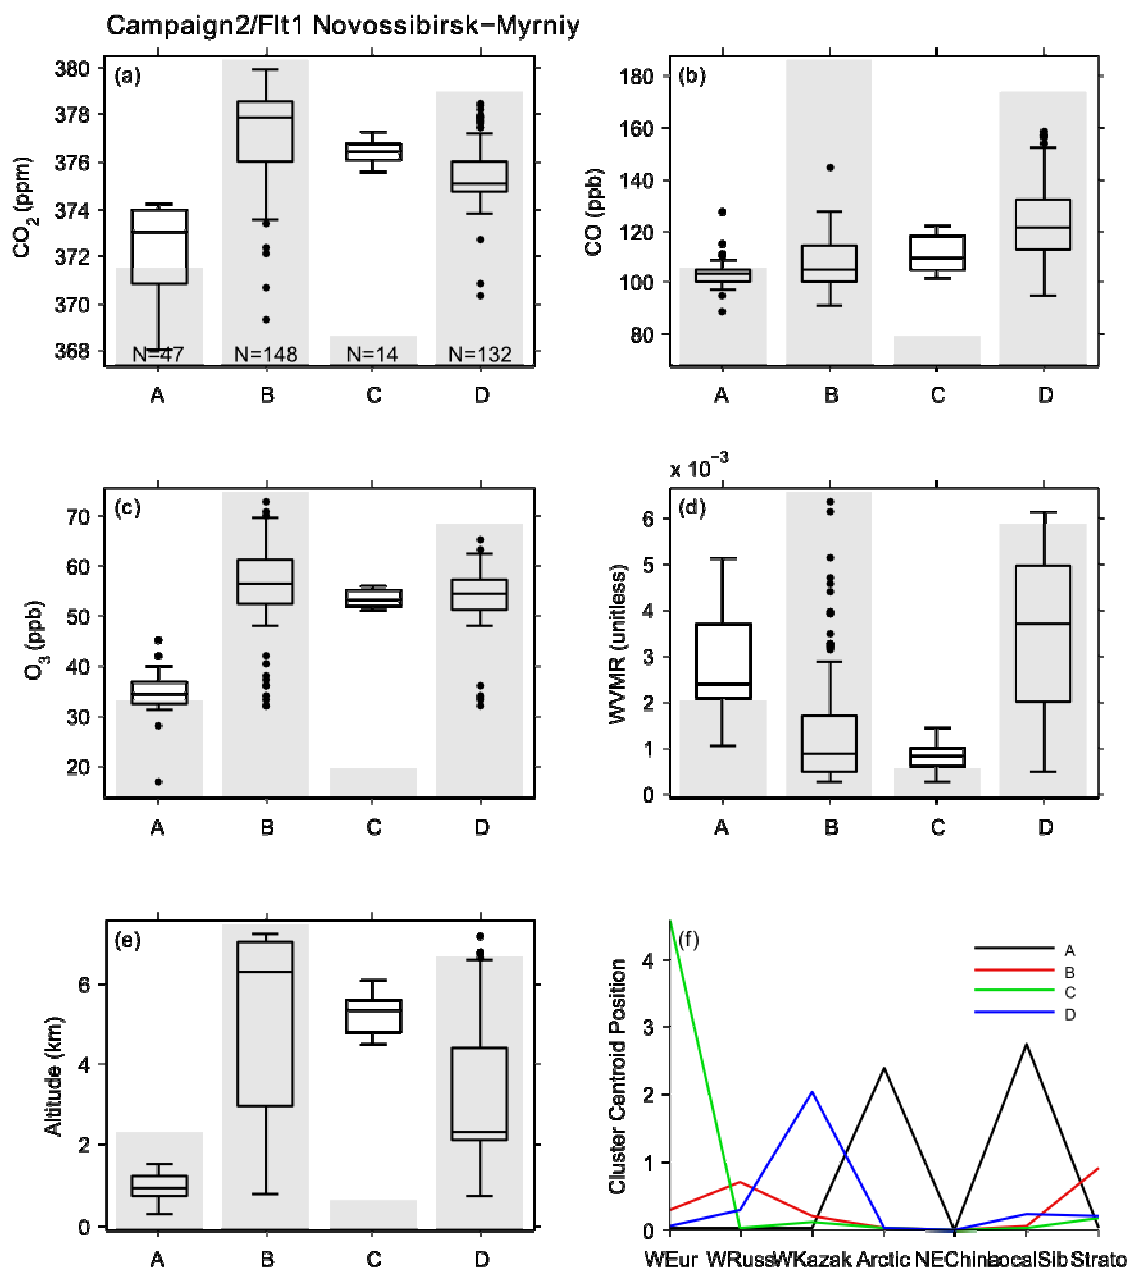 Campaign2/Flt1 Novossibirsk−Myrniy
(a)
CO2 (ppm)
380
378
376
374
372
370
368
N=47 N=148 N=14 N=132
A B C D
(b)
CO (ppb)
180
160
140
120
100
80
A B C D
(c)
O3 (ppb)
70
60
50
40
30
20
A B C D
x 10−3
(d)
WVMR (unitless)
6
5
4
3
2
1
0
A B C D
(e)
Altitude (km)
6
4
2
0
A B C D
(f)
Cluster Centroid Position
4
3
2
1
0
A
B
C
D
WEur WRuss WKazak Arctic NEChina LocalSib Strato